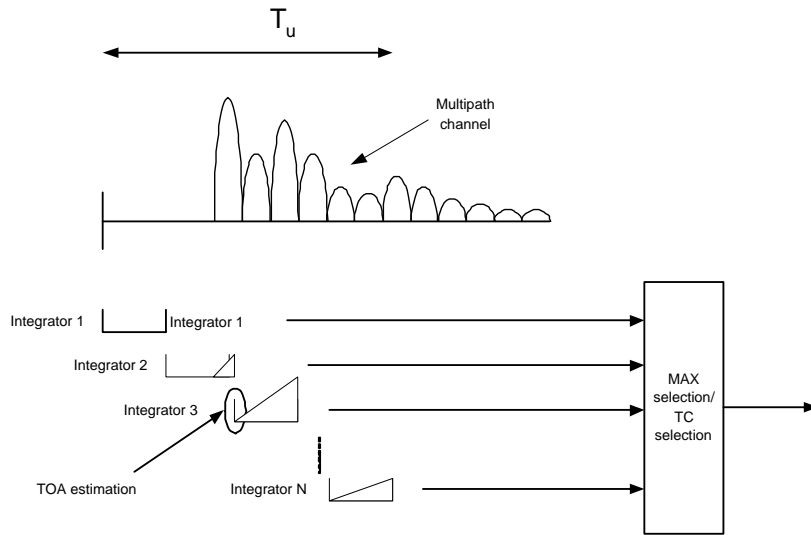 Tu
Multipath
channel
Integrator 1
Integrator 1
Integrator 2
Integrator 3
TOA estimation
Integrator N
MAX
selection/
TC
selection